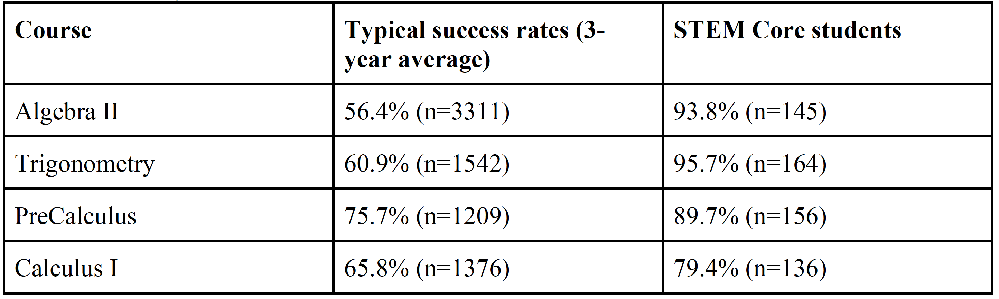 Course
Typical success rates (3-
year average)
STEM Core students
Algebra II
56.4% (n=3311)
93.8% (n=145)
Trigonometry
60.9% (n=1542)
95.7% (n=164)
PreCalculus
75.7% (n=1209)
89.7% (n=156)
Calculus I
65.8% (n=1376)
79.4% (n=136)